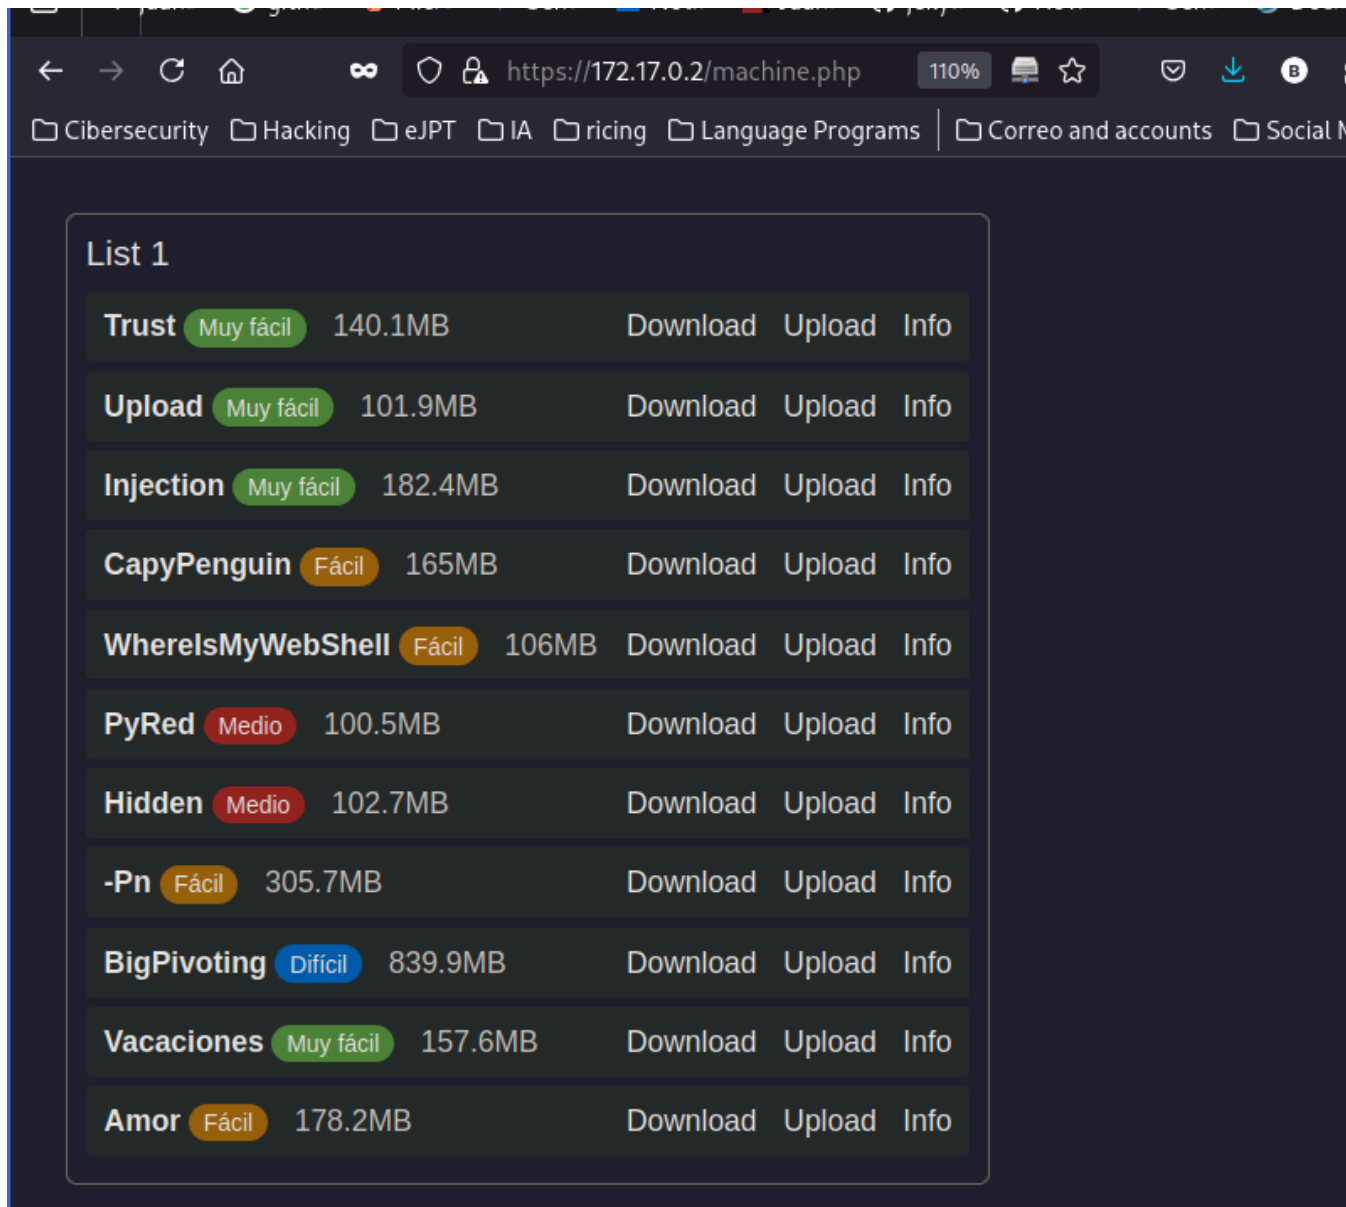 https://172.17.0.2/machine.php 110% B
Cibersecurity Hacking eJPT IA ricing Language Programs Correo and accounts Social
List 1
Trust Muy fácil 140.1MB Download Upload Info
Upload Muy fácil 101.9MB Download Upload Info
Injection Muy fácil 182.4MB Download Upload Info
CapyPenguin Fácil 165MB Download Upload Info
WhereIsMyWebShell Fácil 106MB Download Upload Info
PyRed Medio 100.5MB Download Upload Info
Hidden Medio 102.7MB Download Upload Info
-Pn Fácil 305.7MB Download Upload Info
BigPivoting Difícil 839.9MB Download Upload Info
Vacaciones Muy fácil 157.6MB Download Upload Info
Amor Fácil 178.2MB Download Upload Info